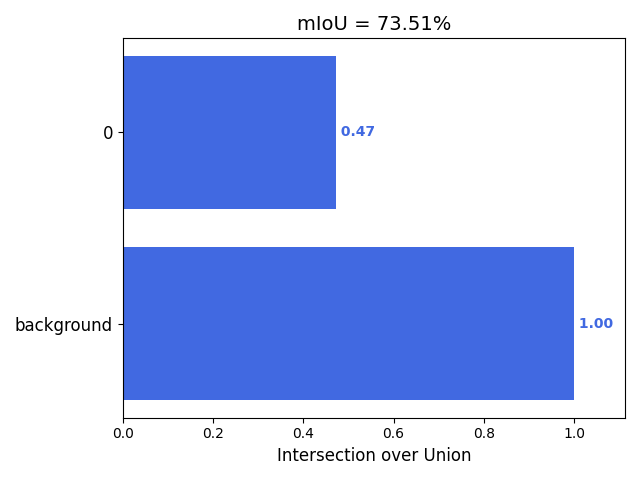 mIoU = 73.51%
0
0.47
background
1.00
0.0 0.2 0.4 0.6 0.8 1.0
Intersection over Union